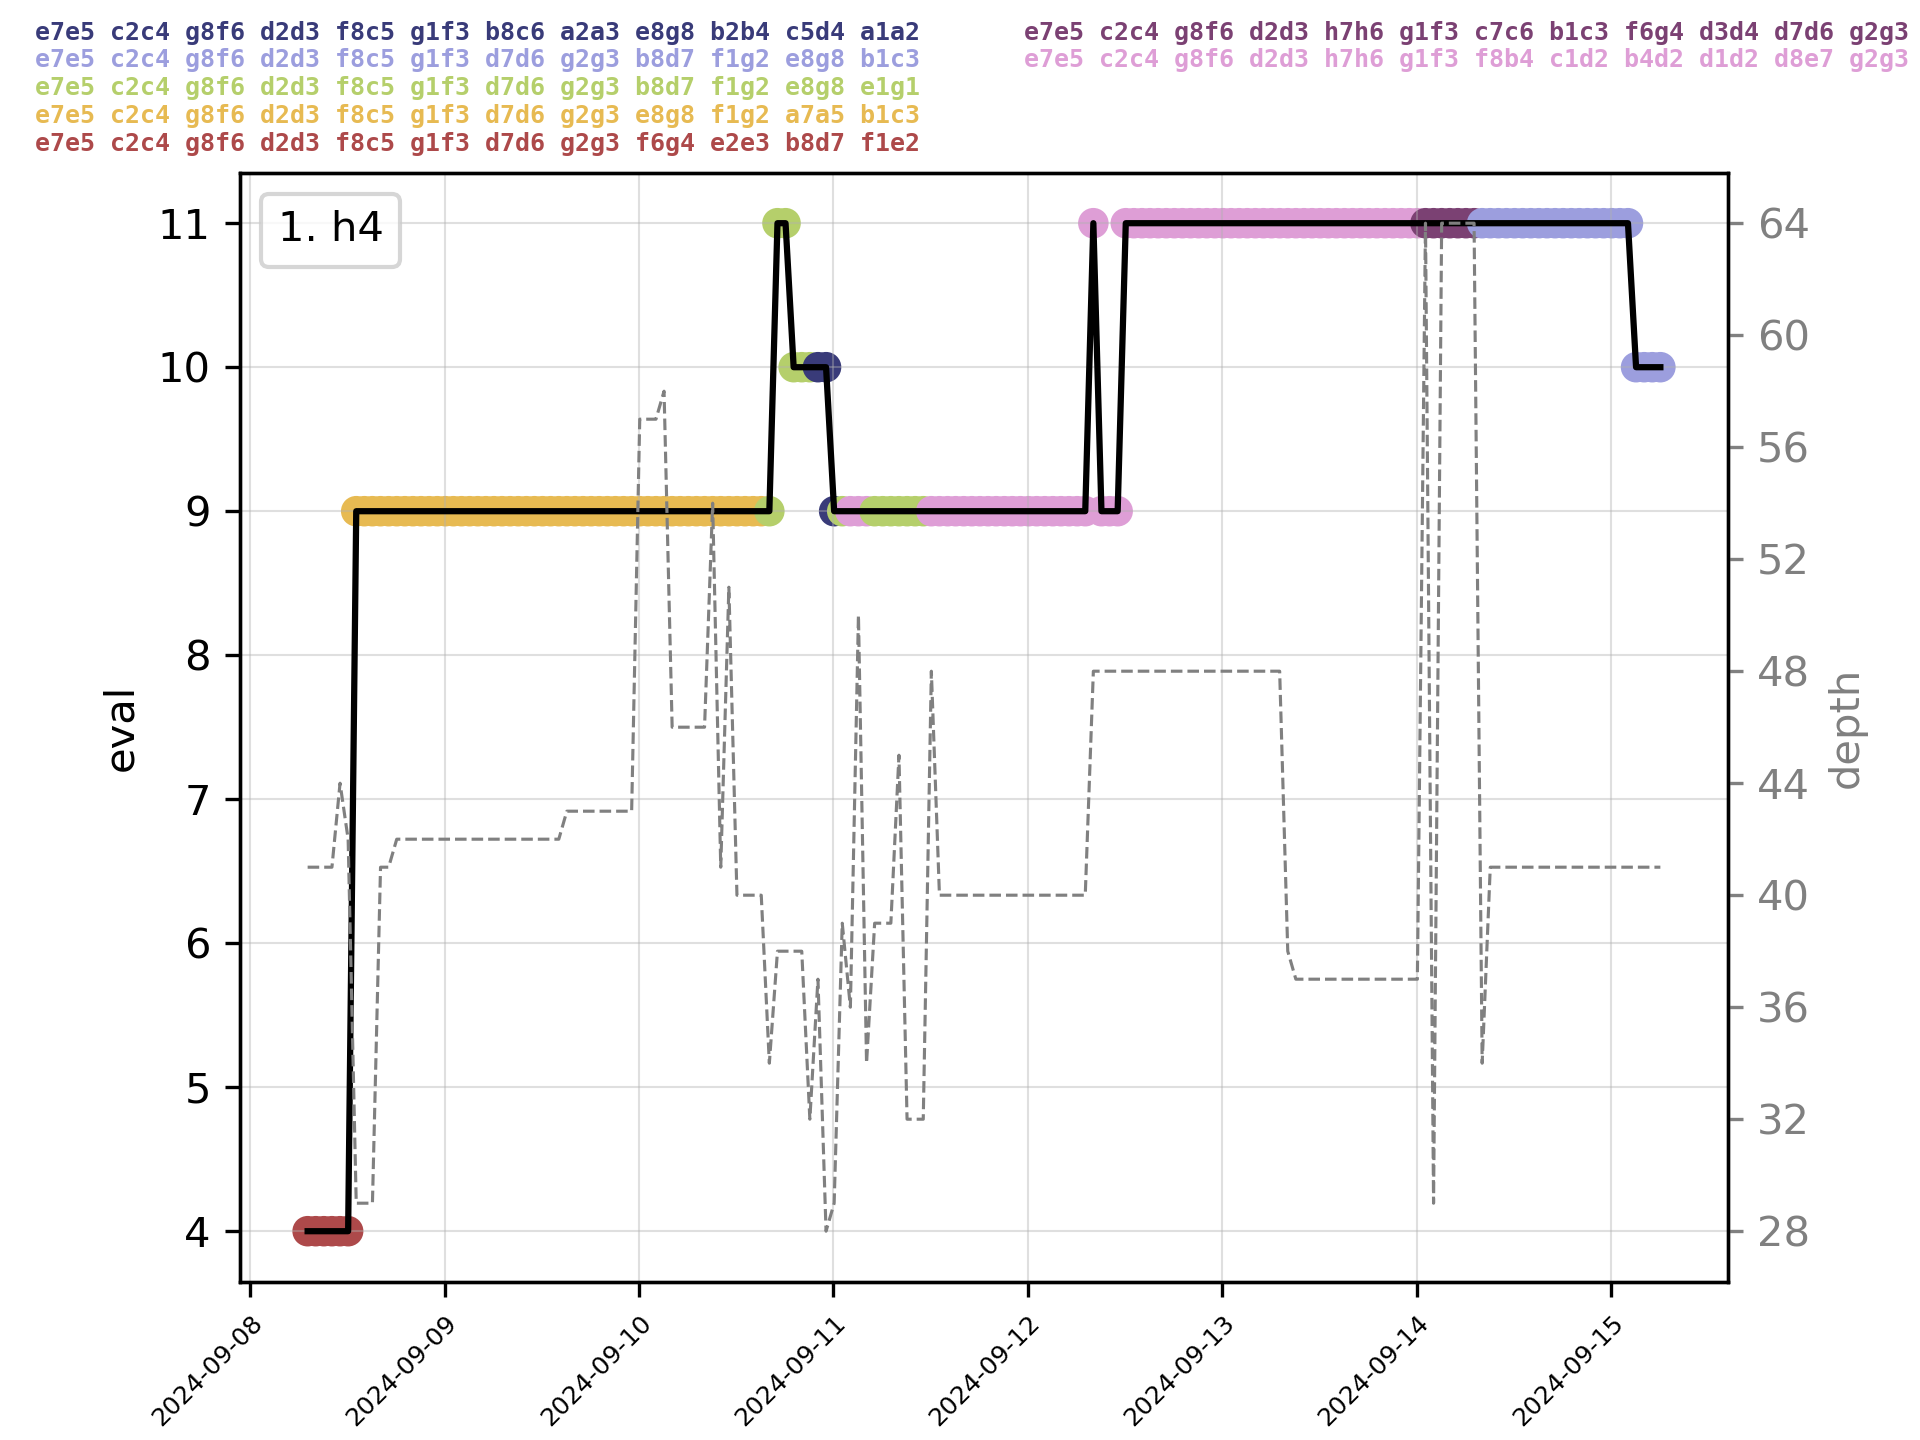 e7e5 c2c4 g8f6 d2d3 f8c5 g1f3 b8c6 a2a3 e8g8 b2b4 c5d4 a1a2
e7e5 c2c4 g8f6 d2d3 f8c5 g1f3 d7d6 g2g3 b8d7 f1g2 e8g8 b1c3
e7e5 c2c4 g8f6 d2d3 f8c5 g1f3 d7d6 g2g3 b8d7 f1g2 e8g8 e1g1
e7e5 c2c4 g8f6 d2d3 f8c5 g1f3 d7d6 g2g3 e8g8 f1g2 a7a5 b1c3
e7e5 c2c4 g8f6 d2d3 f8c5 g1f3 d7d6 g2g3 f6g4 e2e3 b8d7 f1e2
e7e5 c2c4 g8f6 d2d3 h7h6 g1f3 c7c6 b1c3 f6g4 d3d4 d7d6 g2g3
e7e5 c2c4 g8f6 d2d3 h7h6 g1f3 f8b4 c1d2 b4d2 d1d2 d8e7 g2g3
1. h4
eval
11
10
9
8
7
6
5
4
64
60
56
52
48
44
40
36
32
28
depth
2024-09-08
2024-09-09
2024-09-10
2024-09-11
2024-09-12
2024-09-13
2024-09-14
2024-09-15